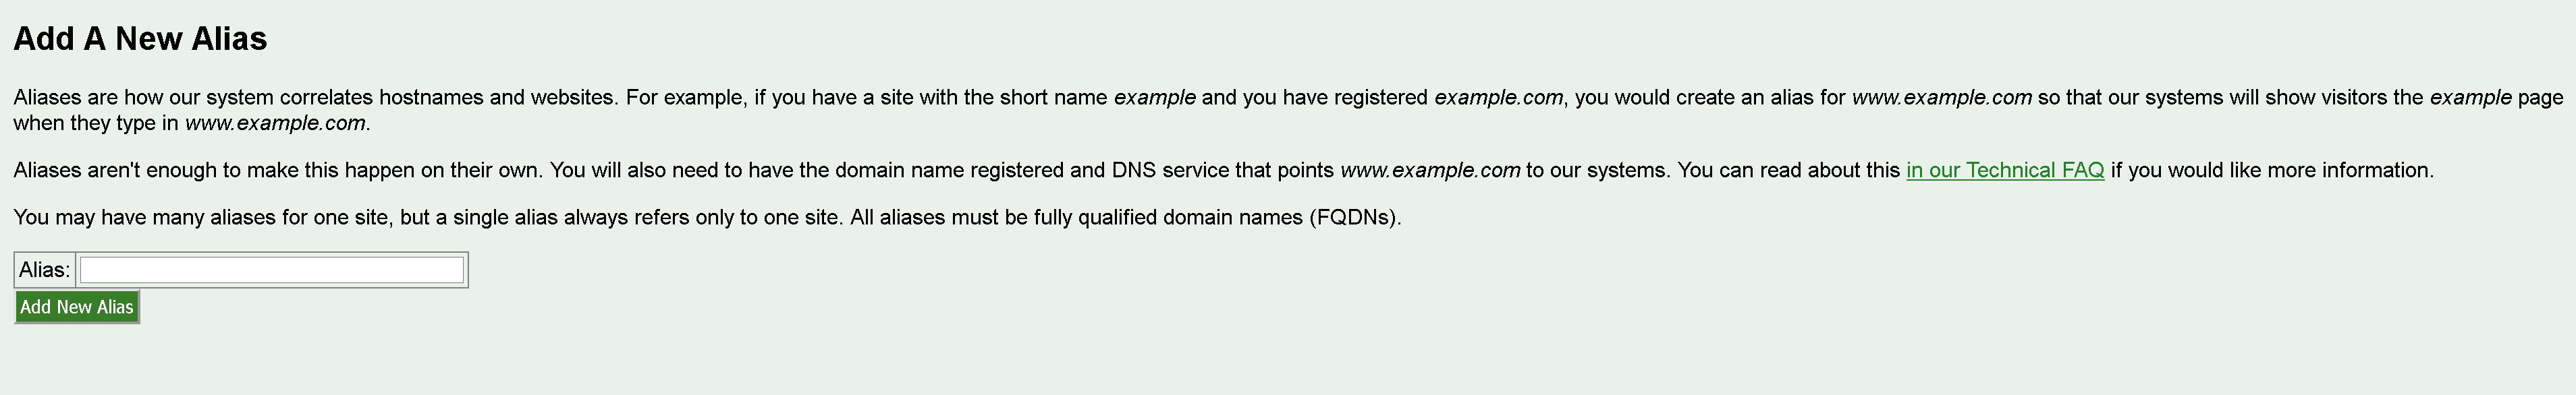 Add A New Alias
Aliases are how our system correlates hostnames and websites. For example, if you have a site with the short name example and you have registered example.com, you would create an alias for www.example.com so that our systems will show visitors the example page
when they type in www.example.com.
Aliases aren't enough to make this happen on their own. You will also need to have the domain name registered and DNS service that points www.example.com to our systems. You can read about this in our Technical FAQ if you would like more information.
You may have many aliases for one site, but a single alias always refers only to one site. All aliases must be fully qualified domain names (FQDNs).
Alias:
Add New Alias